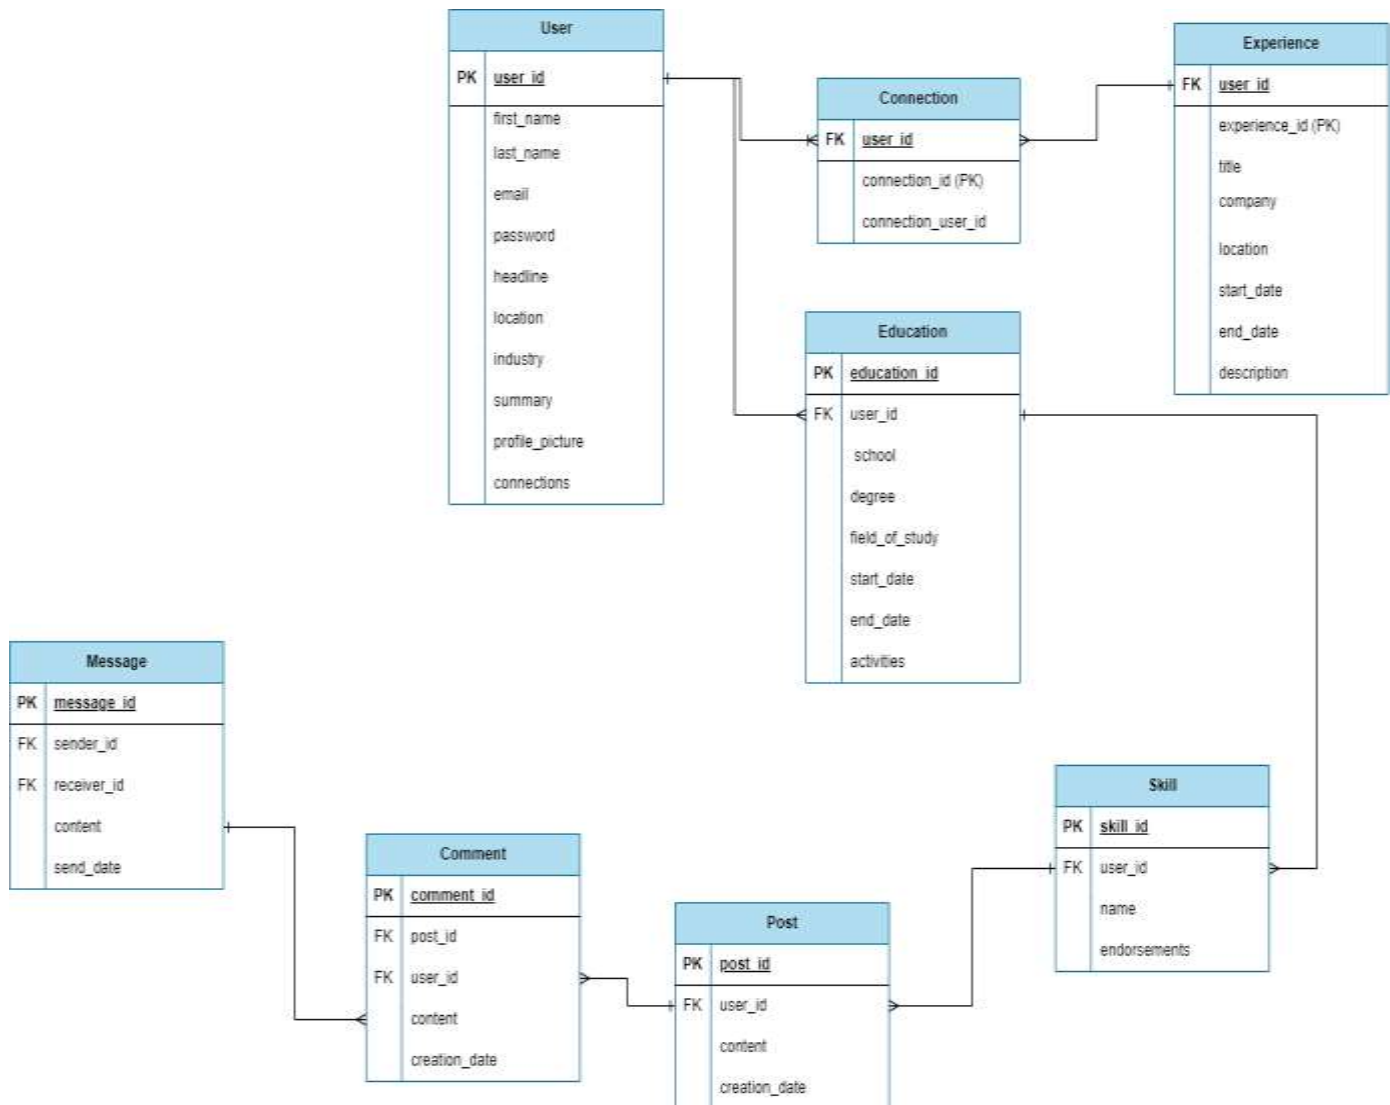 User
PK user_id
first_name
last_name
email
password
headline
location
industry
summary
profile_picture
connections
Connection
FK user_id
connection_id (PK)
connection_user_id
Experience
FK user_id
experience_id (PK)
title
company
location
start_date
end_date
description
Education
PK education_id
FK user_id
school
degree
field_of_study
start_date
end_date
activities
Message
PK message_id
FK sender_id
FK receiver_id
content
send_date
Comment
PK comment_id
FK post_id
FK user_id
content
creation_date
Post
PK post_id
FK user_id
content
creation_date
Skill
PK skill_id
FK user_id
name
endorsements